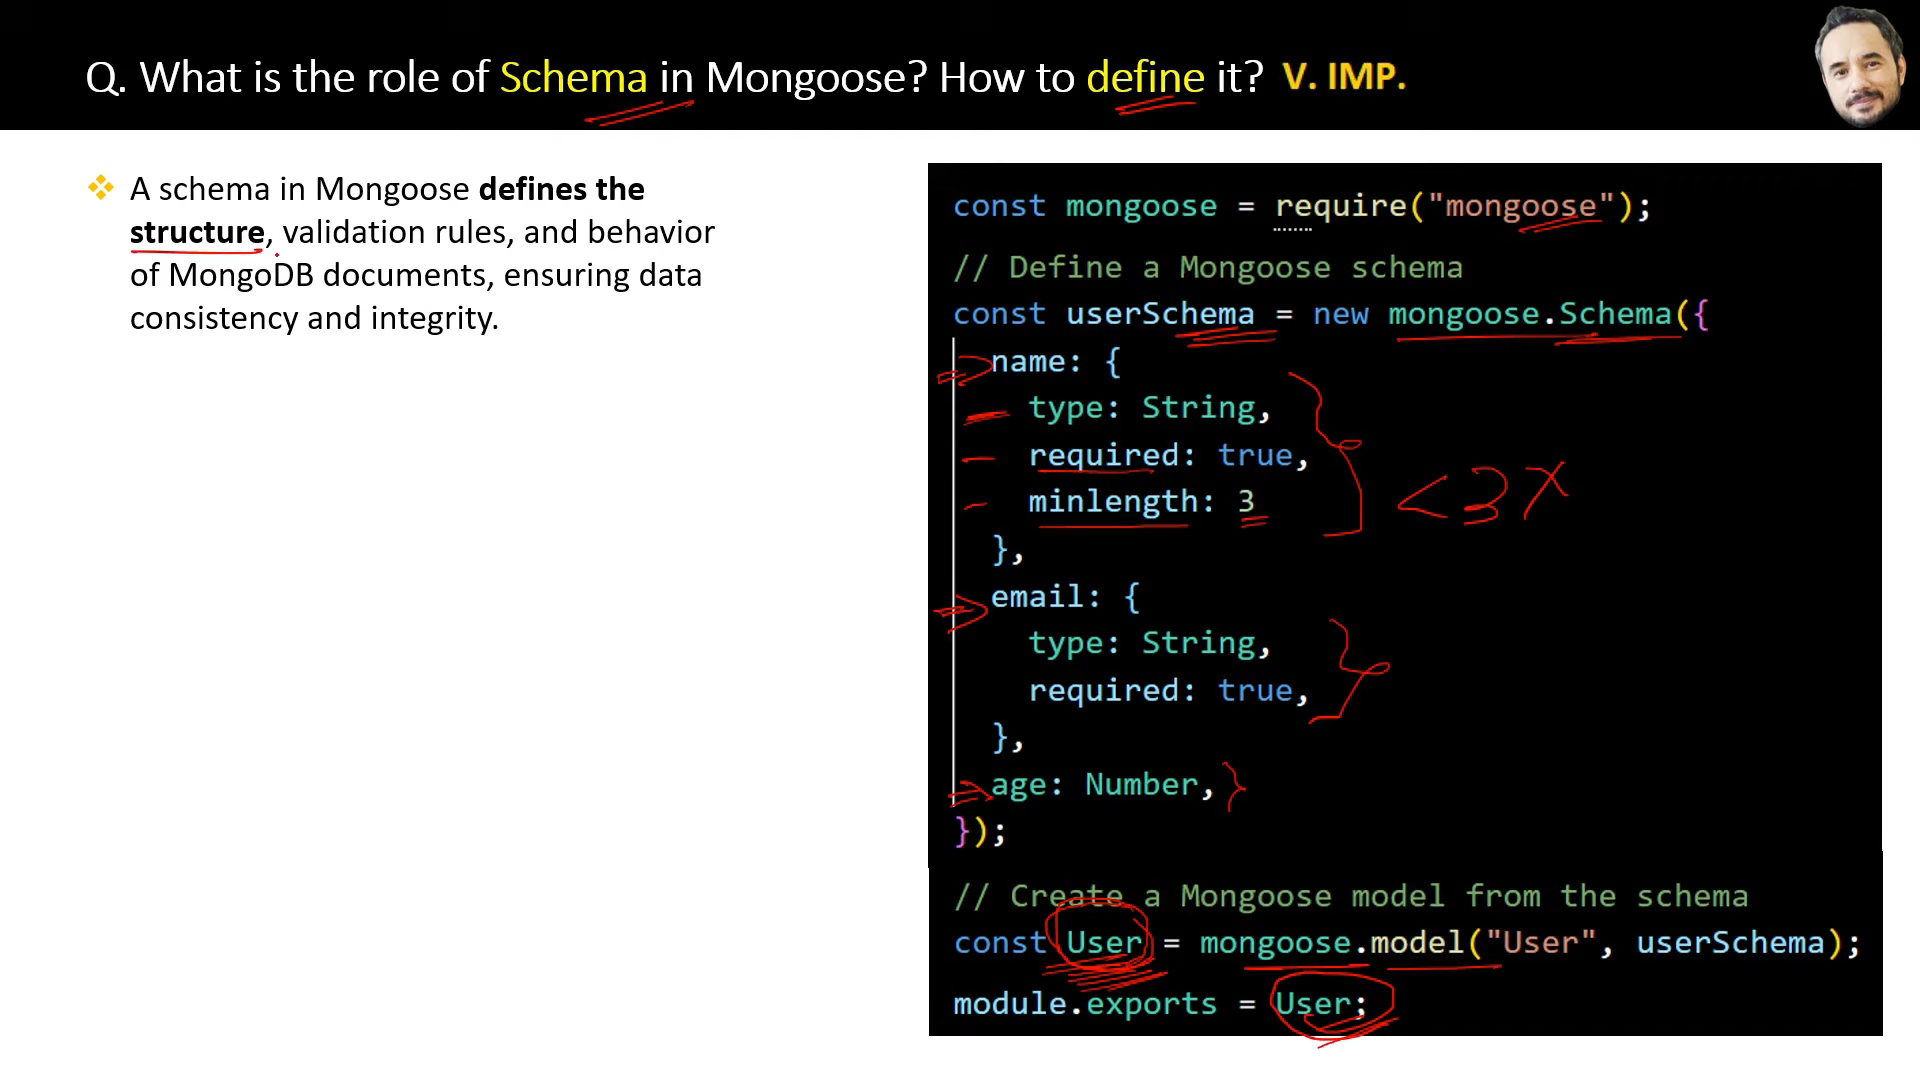 Q. What is the role of Schema in Mongoose? How to define it? V. IMP.
A schema in Mongoose defines the
structure, validation rules, and behavior
of MongoDB documents, ensuring data
consistency and integrity.
const mongoose = require("mongoose");
// Define a Mongoose schema
const userSchema = new mongoose.Schema({
name: {
type: String,
required: true,
minlength: 3
},
<3 X
email: {
type: String,
required: true,
},
age: Number,
});
// Create a Mongoose model from the schema
const User = mongoose.model("User", userSchema);
module.exports = User;